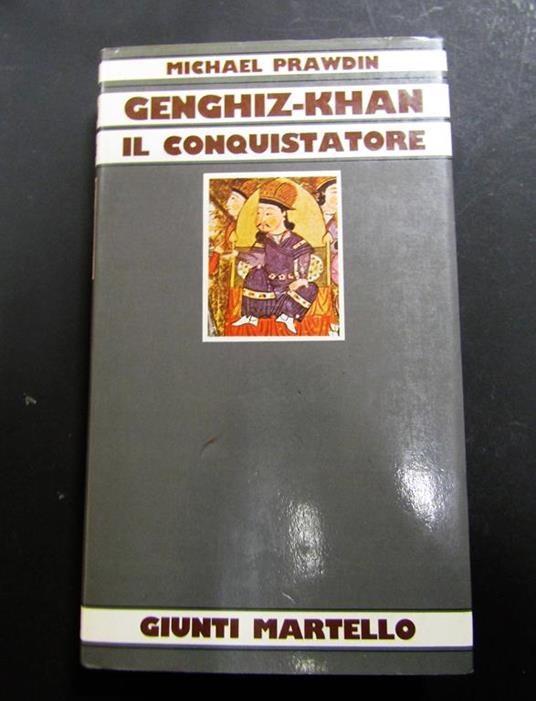 MICHAEL PRAWDIN
GENGHIZ-KHAN
IL CONQUISTATORE
GIUNTI MARTELLO